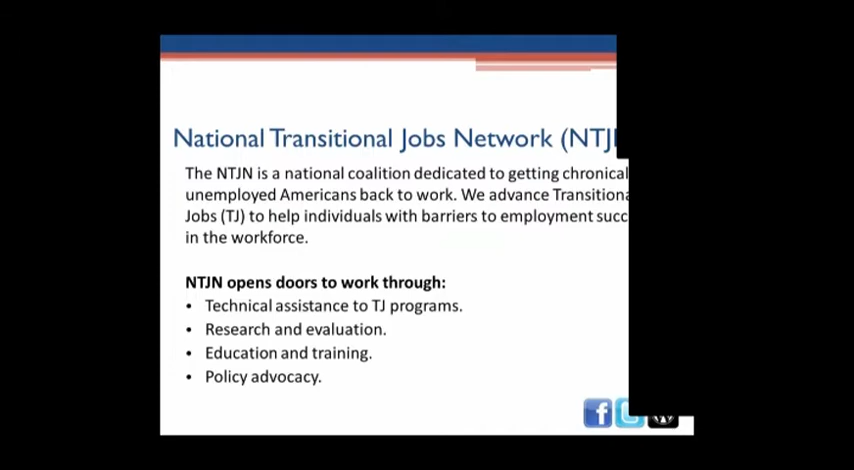 National Transitional Jobs Network (NTJ
The NTJN is a national coalition dedicated to getting chronical
unemployed Americans back to work. We advance Transitiona
Jobs (TJ) to help individuals with barriers to employment succ
in the workforce.
NTJN opens doors to work through:
• Technical assistance to TJ programs.
• Research and evaluation.
• Education and training.
• Policy advocacy.